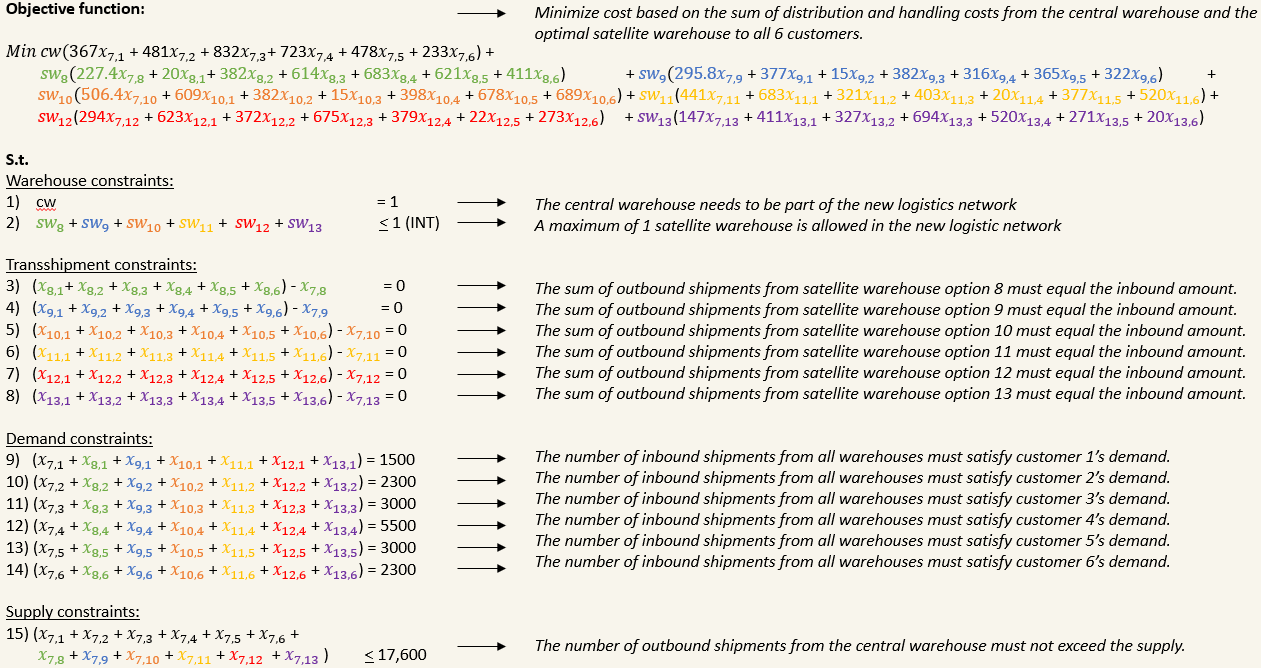 Objective function: → Minimize cost based on the sum of distribution and handling costs from the central warehouse and the
optimal satellite warehouse to all 6 customers.
Min cw(367x₇,₁ + 481x₇,₂ + 832x₇,₃+ 723x₇,₄ + 478x₇,₅ + 233x₇,₆) +
sw₈(227.4x₇,₈ + 20x₈,₁+ 382x₈,₂ + 614x₈,₃ + 683x₈,₄ + 621x₈,₅ + 411x₈,₆) + sw₉(295.8x₇,₉ + 377x₉,₁ + 15x₉,₂ + 382x₉,₃ + 316x₉,₄ + 365x₉,₅ + 322x₉,₆) +
sw₁₀(506.4x₇,₁₀ + 609x₁₀,₁ + 382x₁₀,₂ + 15x₁₀,₃ + 398x₁₀,₄ + 678x₁₀,₅ + 689x₁₀,₆) + sw₁₁(441x₇,₁₁ + 683x₁₁,₁ + 321x₁₁,₂ + 403x₁₁,₃ + 20x₁₁,₄ + 377x₁₁,₅ + 520x₁₁,₆) +
sw₁₂(294x₇,₁₂ + 623x₁₂,₁ + 372x₁₂,₂ + 675x₁₂,₃ + 379x₁₂,₄ + 22x₁₂,₅ + 273x₁₂,₆) + sw₁₃(147x₇,₁₃ + 411x₁₃,₁ + 327x₁₃,₂ + 694x₁₃,₃ + 520x₁₃,₄ + 271x₁₃,₅ + 20x₁₃,₆)
S.t.
Warehouse constraints:
1) cw = 1 → The central warehouse needs to be part of the new logistics network
2) sw₈ + sw₉ + sw₁₀ + sw₁₁ + sw₁₂ + sw₁₃ ≤ 1 (INT) → A maximum of 1 satellite warehouse is allowed in the new logistic network
Transshipment constraints:
3) (x₈,₁+ x₈,₂ + x₈,₃ + x₈,₄ + x₈,₅ + x₈,₆) - x₇,₈ = 0 → The sum of outbound shipments from satellite warehouse option 8 must equal the inbound amount.
4) (x₉,₁ + x₉,₂ + x₉,₃ + x₉,₄ + x₉,₅ + x₉,₆) - x₇,₉ = 0 → The sum of outbound shipments from satellite warehouse option 9 must equal the inbound amount.
5) (x₁₀,₁ + x₁₀,₂ + x₁₀,₃ + x₁₀,₄ + x₁₀,₅ + x₁₀,₆) - x₇,₁₀ = 0 → The sum of outbound shipments from satellite warehouse option 10 must equal the inbound amount.
6) (x₁₁,₁ + x₁₁,₂ + x₁₁,₃ + x₁₁,₄ + x₁₁,₅ + x₁₁,₆) - x₇,₁₁ = 0 → The sum of outbound shipments from satellite warehouse option 11 must equal the inbound amount.
7) (x₁₂,₁ + x₁₂,₂ + x₁₂,₃ + x₁₂,₄ + x₁₂,₅ + x₁₂,₆) - x₇,₁₂ = 0 → The sum of outbound shipments from satellite warehouse option 12 must equal the inbound amount.
8) (x₁₃,₁ + x₁₃,₂ + x₁₃,₃ + x₁₃,₄ + x₁₃,₅ + x₁₃,₆) - x₇,₁₃ = 0 → The sum of outbound shipments from satellite warehouse option 13 must equal the inbound amount.
Demand constraints:
9) (x₇,₁ + x₈,₁ + x₉,₁ + x₁₀,₁ + x₁₁,₁ + x₁₂,₁ + x₁₃,₁) = 1500 → The number of inbound shipments from all warehouses must satisfy customer 1’s demand.
10) (x₇,₂ + x₈,₂ + x₉,₂ + x₁₀,₂ + x₁₁,₂ + x₁₂,₂ + x₁₃,₂) = 2300 → The number of inbound shipments from all warehouses must satisfy customer 2’s demand.
11) (x₇,₃ + x₈,₃ + x₉,₃ + x₁₀,₃ + x₁₁,₃ + x₁₂,₃ + x₁₃,₃) = 3000 → The number of inbound shipments from all warehouses must satisfy customer 3’s demand.
12) (x₇,₄ + x₈,₄ + x₉,₄ + x₁₀,₄ + x₁₁,₄ + x₁₂,₄ + x₁₃,₄) = 5500 → The number of inbound shipments from all warehouses must satisfy customer 4’s demand.
13) (x₇,₅ + x₈,₅ + x₉,₅ + x₁₀,₅ + x₁₁,₅ + x₁₂,₅ + x₁₃,₅) = 3000 → The number of inbound shipments from all warehouses must satisfy customer 5’s demand.
14) (x₇,₆ + x₈,₆ + x₉,₆ + x₁₀,₆ + x₁₁,₆ + x₁₂,₆ + x₁₃,₆) = 2300 → The number of inbound shipments from all warehouses must satisfy customer 6’s demand.
Supply constraints:
15) (x₇,₁ + x₇,₂ + x₇,₃ + x₇,₄ + x₇,₅ + x₇,₆ +
x₇,₈ + x₇,₉ + x₇,₁₀ + x₇,₁₁ + x₇,₁₂ + x₇,₁₃ ) ≤ 17,600 → The number of outbound shipments from the central warehouse must not exceed the supply.